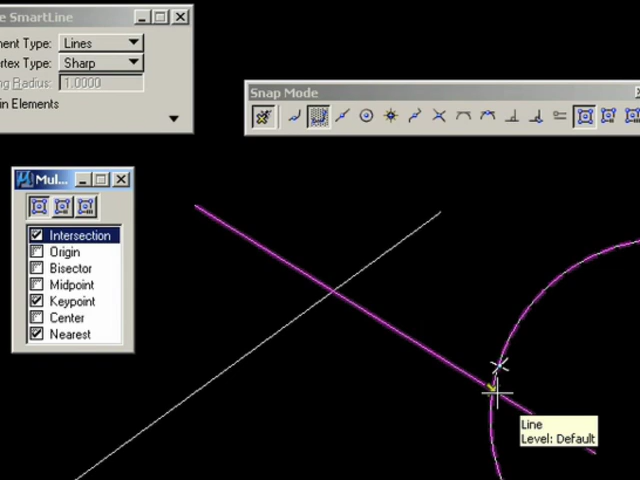 e SmartLine
ment Type: Lines
rtex Type: Sharp
ng Radius: 1.0000
in Elements
Snap Mode
Mul...
Intersection
Origin
Bisector
Midpoint
Keypoint
Center
Nearest
Line
Level: Default